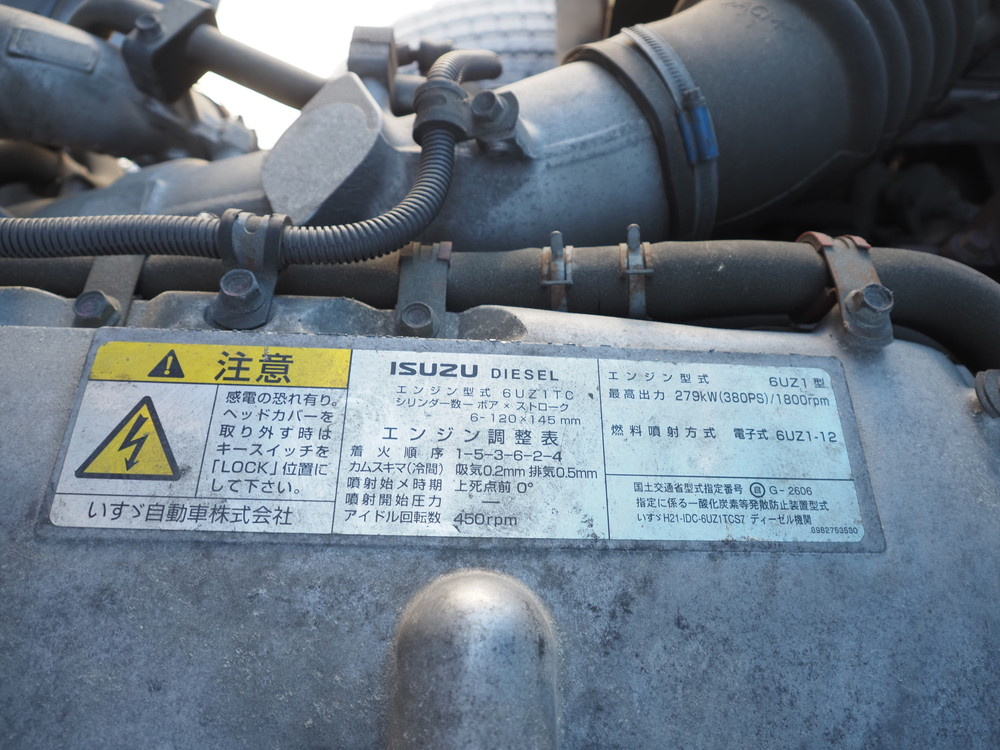 注意
感電の恐れ有り。
ヘッドカバーを
取り外す時は
キースイッチを
「LOCK」位置に
して下さい。
いすゞ自動車株式会社
ISUZU DIESEL
エンジン型式 6UZ1TC
シリンダ数－ボア×ストローク
6-120×145mm
エンジン調整表
着火順序 1-5-3-6-2-4
カムスキマ(冷間) 吸気0.2mm 排気0.5mm
噴射始メ時期 上死点前 0°
噴射開始圧力 —
アイドル回転数 450rpm
エンジン型式 6UZ1型
最高出力 279kW(380PS)/1800rpm
燃料噴射方式 電子式 6UZ1-12
国土交通省型式指定番号 G-2606
指定に係る一酸化炭素等発散防止装置型式
いすゞH21-IDC-6UZ1TCS7 ディーゼル機関
8982753530